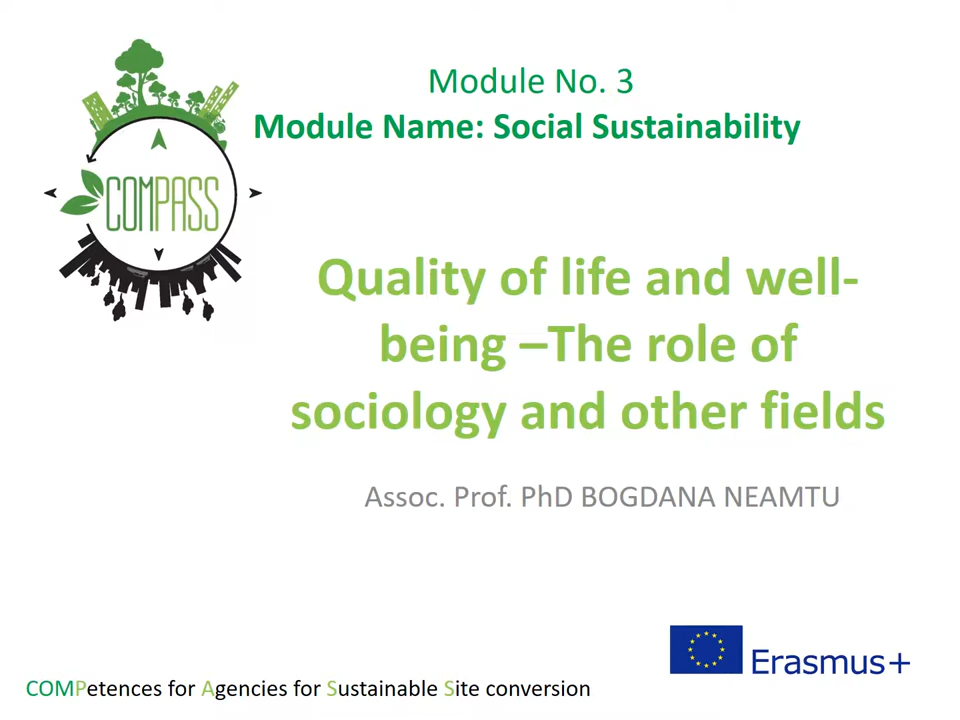 Module No. 3
Module Name: Social Sustainability
COMPASS
Quality of life and well-
being –The role of
sociology and other fields
Assoc. Prof. PhD BOGDANA NEAMTU
Erasmus+
COMPetences for Agencies for Sustainable Site conversion